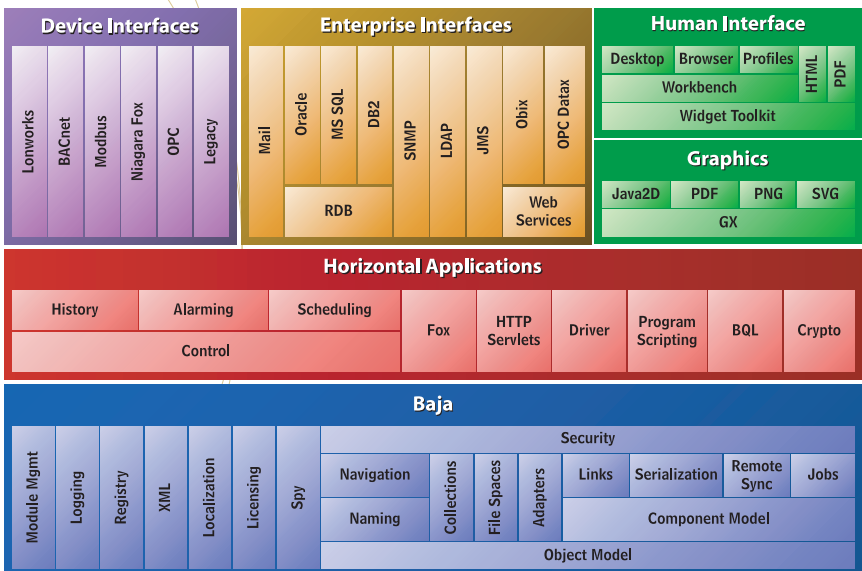 Device Interfaces
Lonworks
BACnet
Modbus
Niagara Fox
OPC
Legacy
Enterprise Interfaces
Mail
Oracle
MS SQL
DB2
RDB
SNMP
LDAP
JMS
Obix
OPC Datax
Web
Services
Human Interface
Desktop
Browser
Profiles
HTML
PDF
Workbench
Widget Toolkit
Graphics
Java2D
PDF
PNG
SVG
GX
Horizontal Applications
History
Alarming
Scheduling
Control
Fox
HTTP
Servlets
Driver
Program
Scripting
BQL
Crypto
Baja
Module Mgmt
Logging
Registry
XML
Localization
Licensing
Spy
Security
Navigation
Naming
Collections
File Spaces
Adapters
Links
Serialization
Remote
Sync
Jobs
Component Model
Object Model